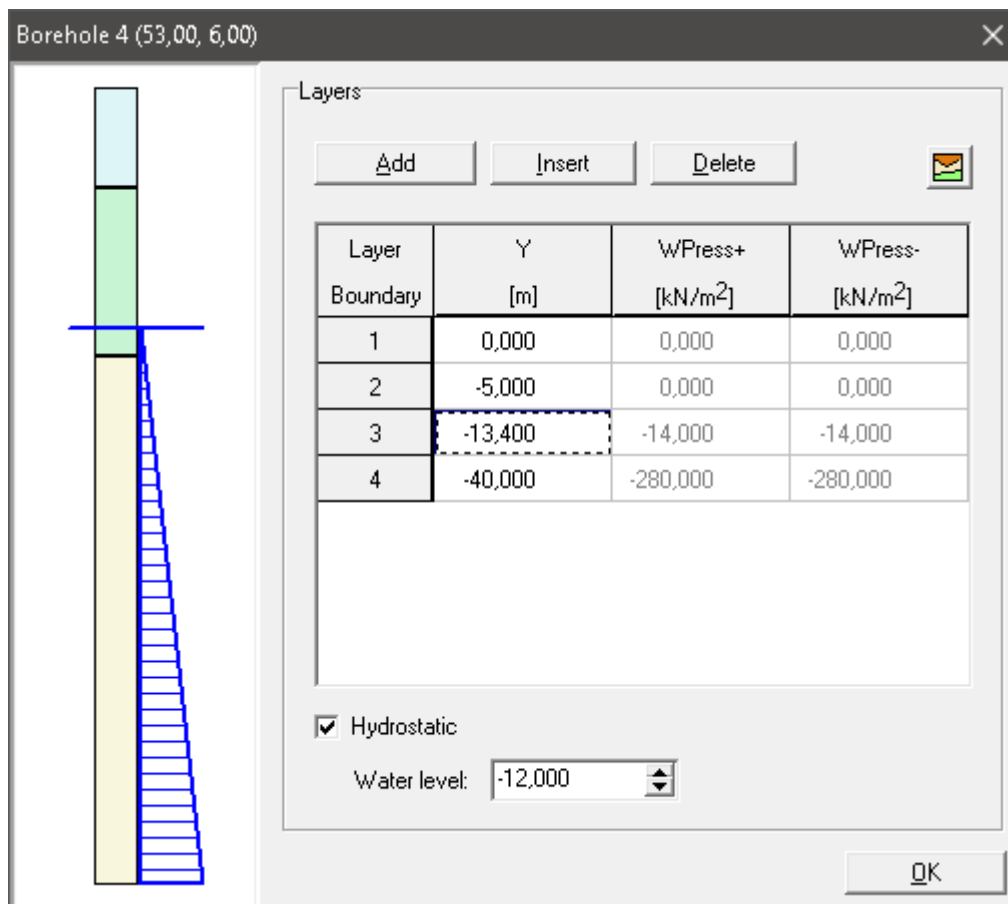 Borehole 4 (53,00, 6,00)
Layers
Add Insert Delete
Layer Boundary Y [m] WPress+ [kN/m2] WPress- [kN/m2]
1 0,000 0,000 0,000
2 -5,000 0,000 0,000
3 -13,400 -14,000 -14,000
4 -40,000 -280,000 -280,000
Hydrostatic
Water level: -12,000
OK